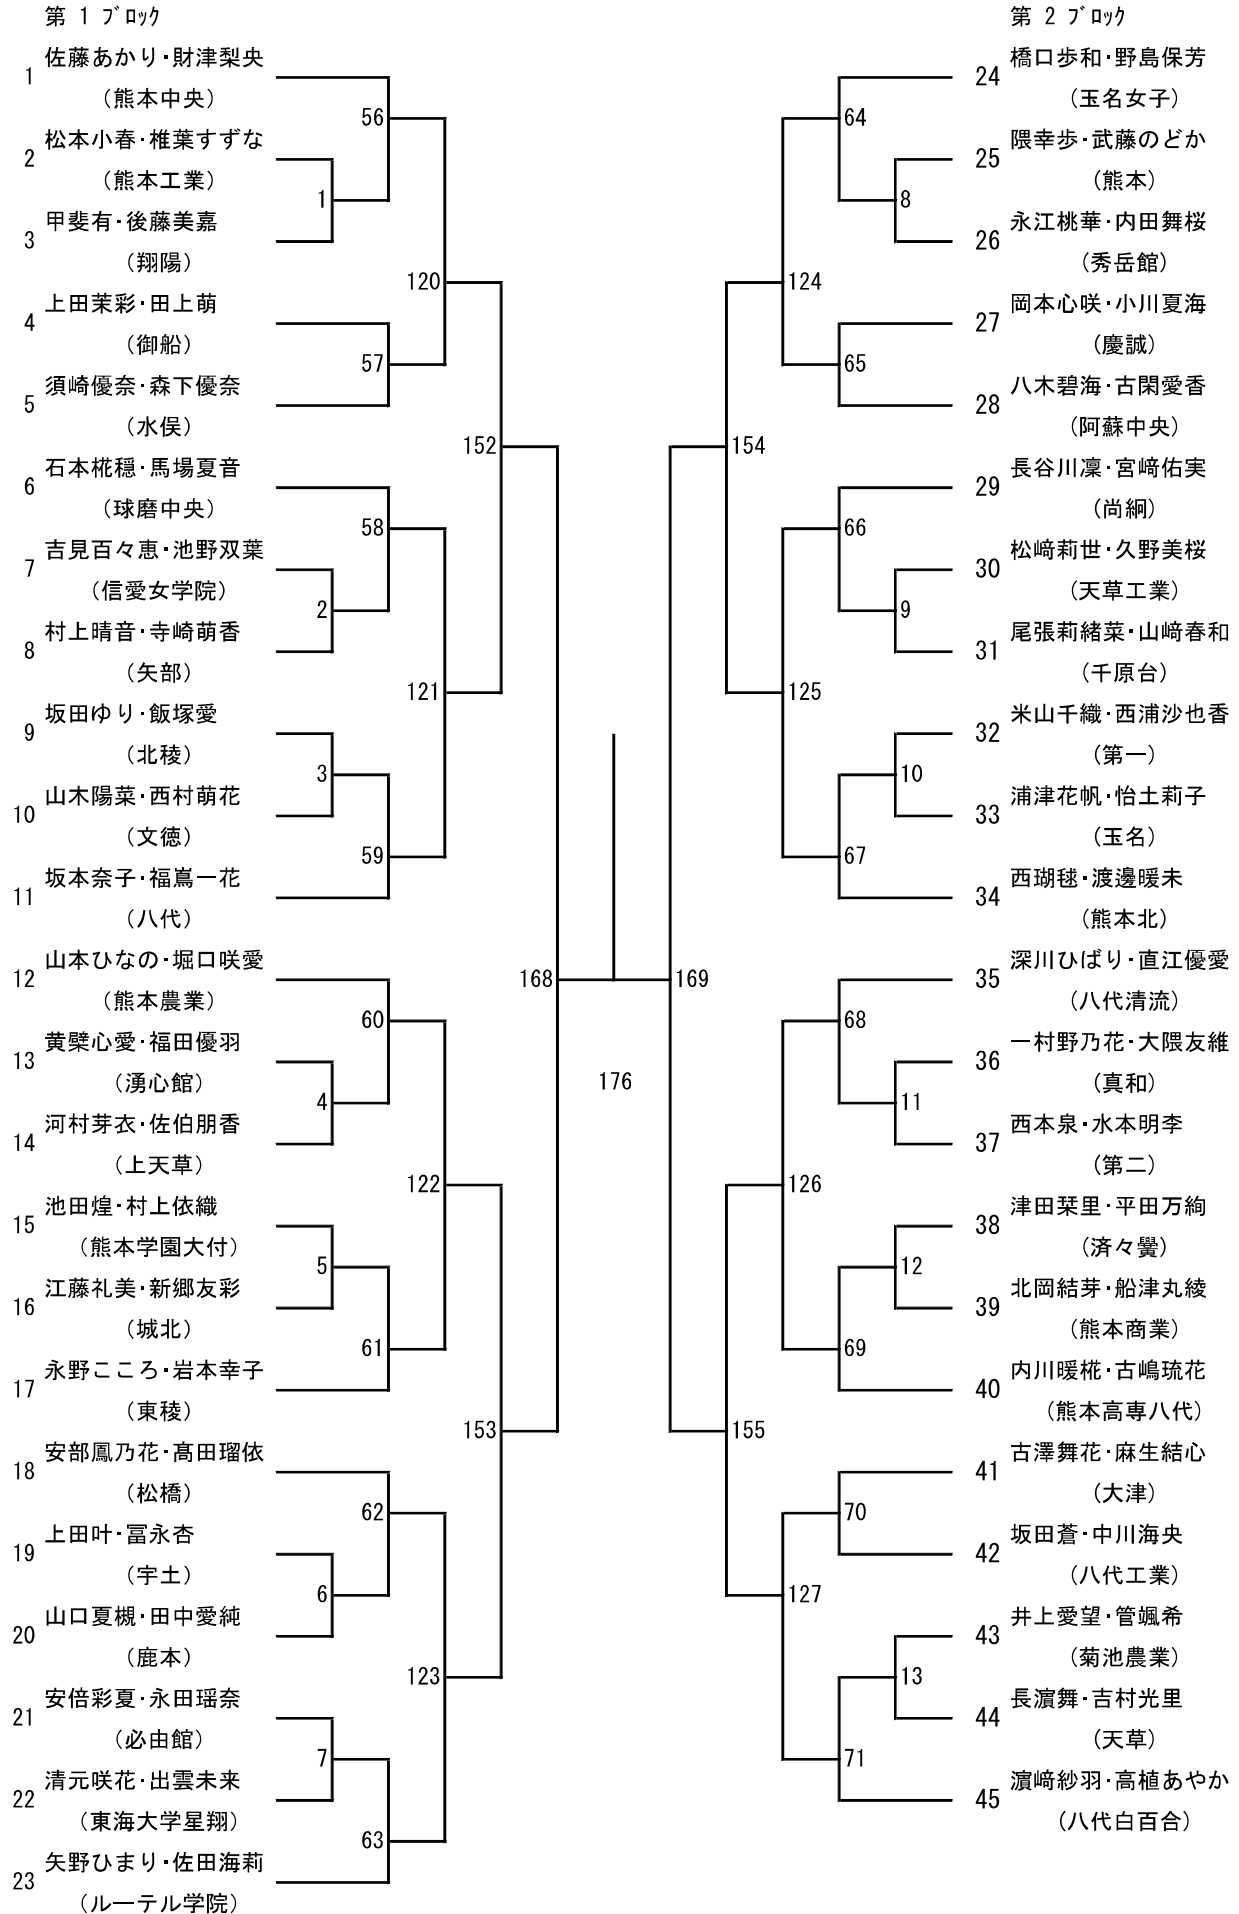 第 1 ブロック
1 佐藤あかり・財津梨央
(熊本中央)
56
2 松本小春・椎葉すずな
(熊本工業)
1
3 甲斐有・後藤美嘉
(翔陽)
120
4 上田茉彩・田上萌
(御船)
57
5 須崎優奈・森下優奈
(水俣)
152
6 石本椛穏・馬場夏音
(球磨中央)
58
7 吉見百々恵・池野双葉
(信愛女学院)
2
8 村上晴音・寺崎萌香
(矢部)
121
9 坂田ゆり・飯塚愛
(北稜)
3
10 山木陽菜・西村萌花
(文徳)
59
11 坂本奈子・福嶌一花
(八代)
12 山本ひなの・堀口咲愛
168
(熊本農業)
60
13 黄檗心愛・福田優羽
(湧心館)
4
14 河村芽衣・佐伯朋香
(上天草)
122
15 池田煌・村上依織
(熊本学園大付)
5
16 江藤礼美・新郷友彩
(城北)
61
17 永野こころ・岩本幸子
(東稜)
153
18 安部鳳乃花・髙田瑠依
(松橋)
62
19 上田叶・冨永杏
(宇土)
6
20 山口夏槻・田中愛純
(鹿本)
123
21 安倍彩夏・永田瑶奈
(必由館)
7
22 清元咲花・出雲未来
(東海大学星翔)
63
23 矢野ひまり・佐田海莉
(ルーテル学院)
176
第 2 ブロック
24 橋口歩和・野島保芳
(玉名女子)
64
25 隈幸歩・武藤のどか
(熊本)
8
26 永江桃華・内田舞桜
(秀岳館)
124
27 岡本心咲・小川夏海
(慶誠)
65
28 八木碧海・古閑愛香
(阿蘇中央)
154
29 長谷川凜・宮﨑佑実
(尚絅)
66
30 松﨑莉世・久野美桜
(天草工業)
9
31 尾張莉緒菜・山﨑春和
(千原台)
125
32 米山千織・西浦沙也香
(第一)
10
33 浦津花帆・怡土莉子
(玉名)
67
34 西瑚毬・渡邊暖未
(熊本北)
35 深川ひばり・直江優愛
169
(八代清流)
68
36 一村野乃花・大隈友維
(真和)
11
37 西本泉・水本明李
(第二)
126
38 津田栞里・平田万絢
(済々黌)
12
39 北岡結芽・船津丸綾
(熊本商業)
69
40 内川暖椛・古嶋琉花
(熊本高専八代)
155
41 古澤舞花・麻生結心
(大津)
70
42 坂田蒼・中川海央
(八代工業)
127
43 井上愛望・管颯希
(菊池農業)
13
44 長濵舞・吉村光里
(天草)
71
45 濵﨑紗羽・高植あやか
(八代白百合)